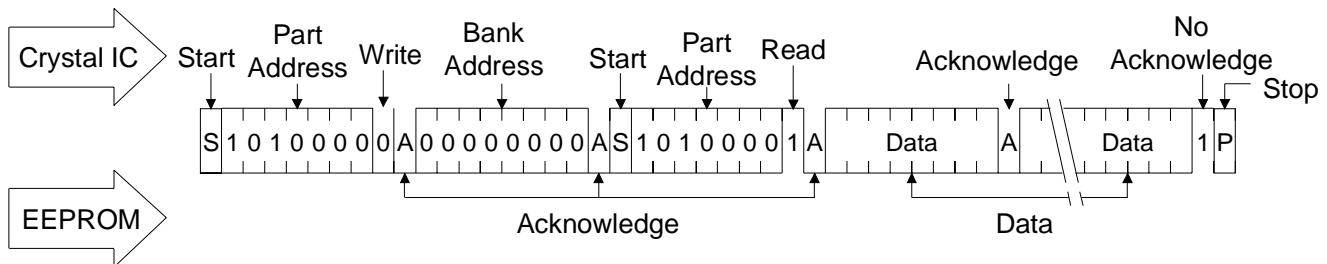 Crystal IC
Start
Part
Address
Write
Bank
Address
Start
Part
Address
Read
Acknowledge
No
Acknowledge
Stop
S 1 0 1 0 0 0 0 0 A 0 0 0 0 0 0 0 0 A S 1 0 1 0 0 0 0 1 A Data A Data 1 P
EEPROM
Acknowledge
Data